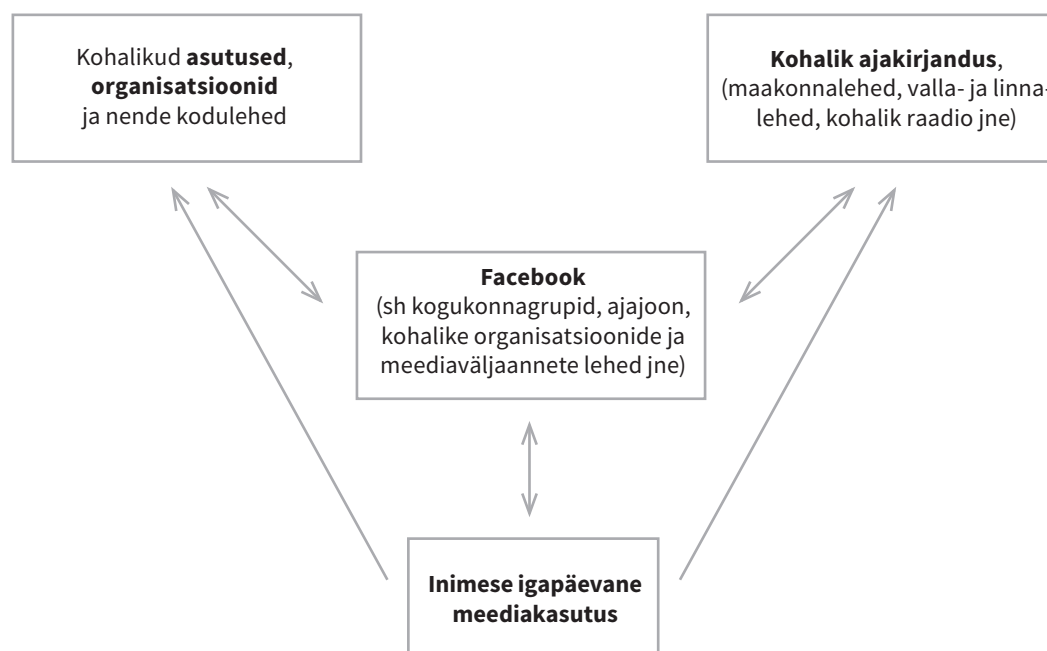 Kohalikud asutused,
organisatsioonid
ja nende kodulehed
Kohalik ajakirjandus,
(maakonnalehed, valla- ja linna-
lehed, kohalik raadio jne)
Facebook
(sh kogukonnagrupid, ajajoon,
kohalike organisatsioonide ja
meediaväljaannete lehed jne)
Inimese igapäevane
meediakasutus